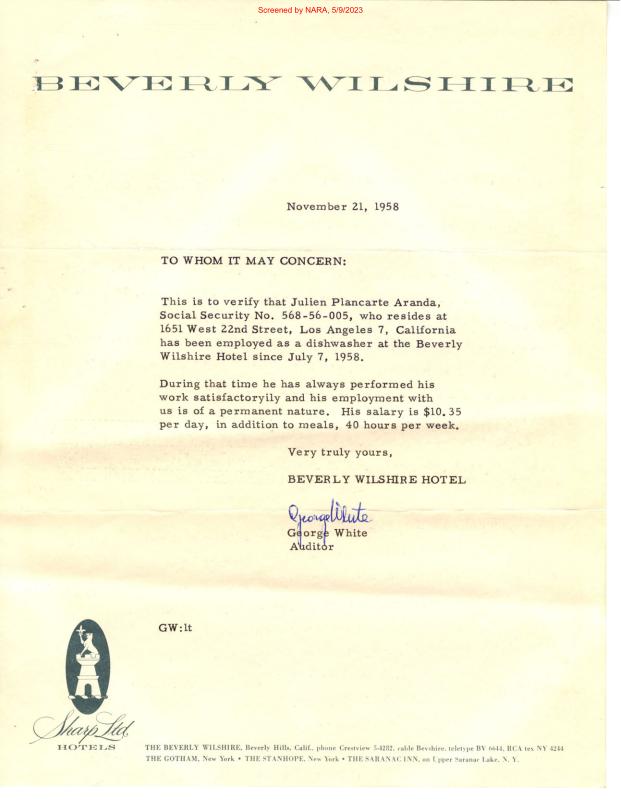 Screened by NARA, 5/9/2023
BEVERLY WILSHIRE
November 21, 1958
TO WHOM IT MAY CONCERN:
This is to verify that Julien Plancarte Aranda,
Social Security No. 568-56-005, who resides at
1651 West 22nd Street, Los Angeles 7, California
has been employed as a dishwasher at the Beverly
Wilshire Hotel since July 7, 1958.
During that time he has always performed his
work satisfactoryily and his employment with
us is of a permanent nature. His salary is $10.35
per day, in addition to meals, 40 hours per week.
Very truly yours,
BEVERLY WILSHIRE HOTEL
George White
George White
Auditor
GW:lt
Sharp Ltd.
HOTELS
THE BEVERLY WILSHIRE, Beverly Hills, Calif., phone Crestview 5-4282, cable Bevshire, teletype BV 6644, RCA tex NY 4244
THE GOTHAM, New York • THE STANHOPE, New York • THE SARANAC INN, on Upper Saranac Lake, N. Y.